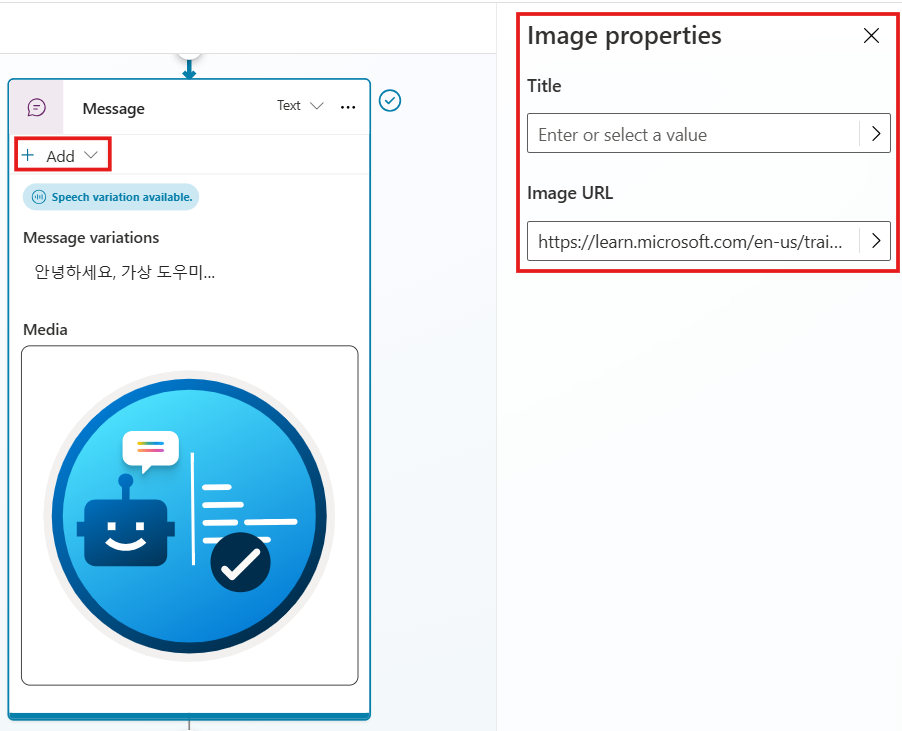 Message
Text
Add
Speech variation available.
Message variations
안녕하세요, 가상 도우미...
Media
Image properties
Title
Enter or select a value
Image URL
https://learn.microsoft.com/en-us/trai...